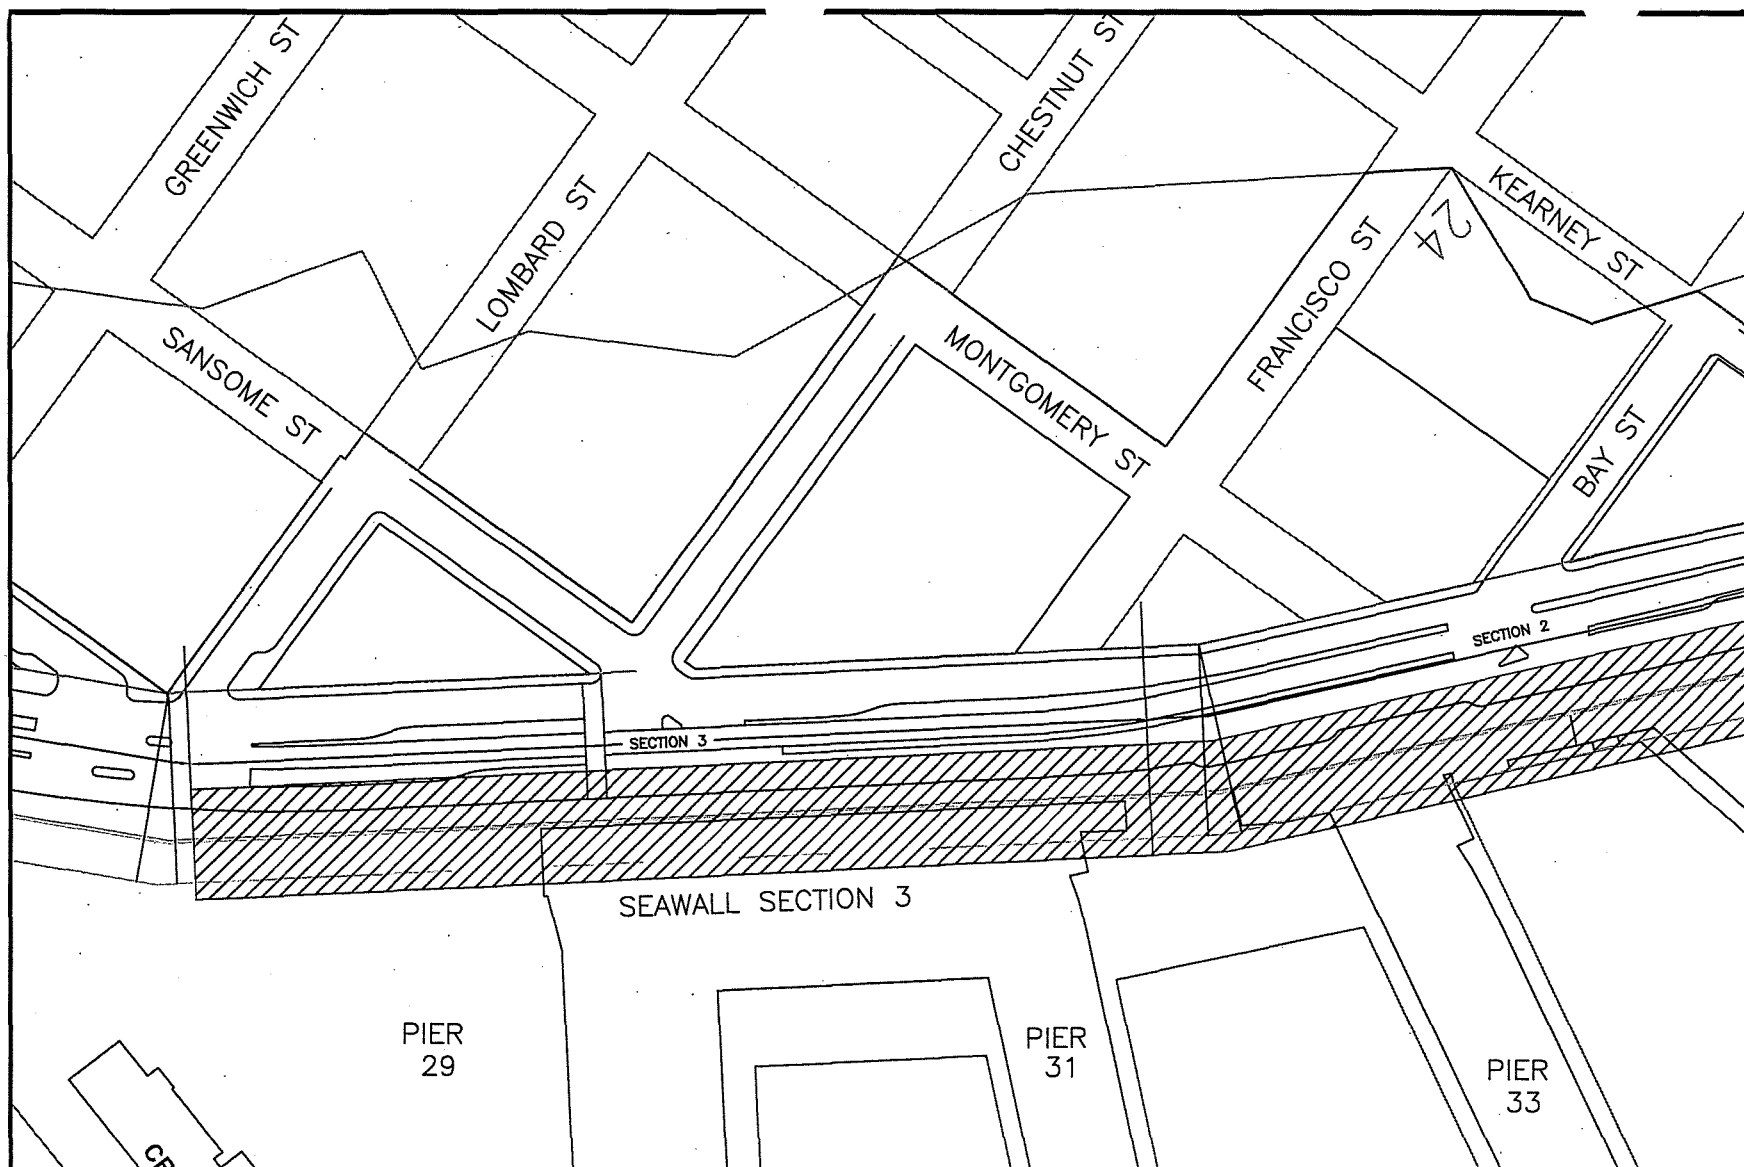 GREENWICH ST
CHESTNUT ST
LOMBARD ST
KEARNEY ST
24
FRANCISCO ST
SANSOME ST
MONTGOMERY ST
BAY ST
SECTION 2
SECTION 3
SEAWALL SECTION 3
PIER
29
PIER
31
PIER
33